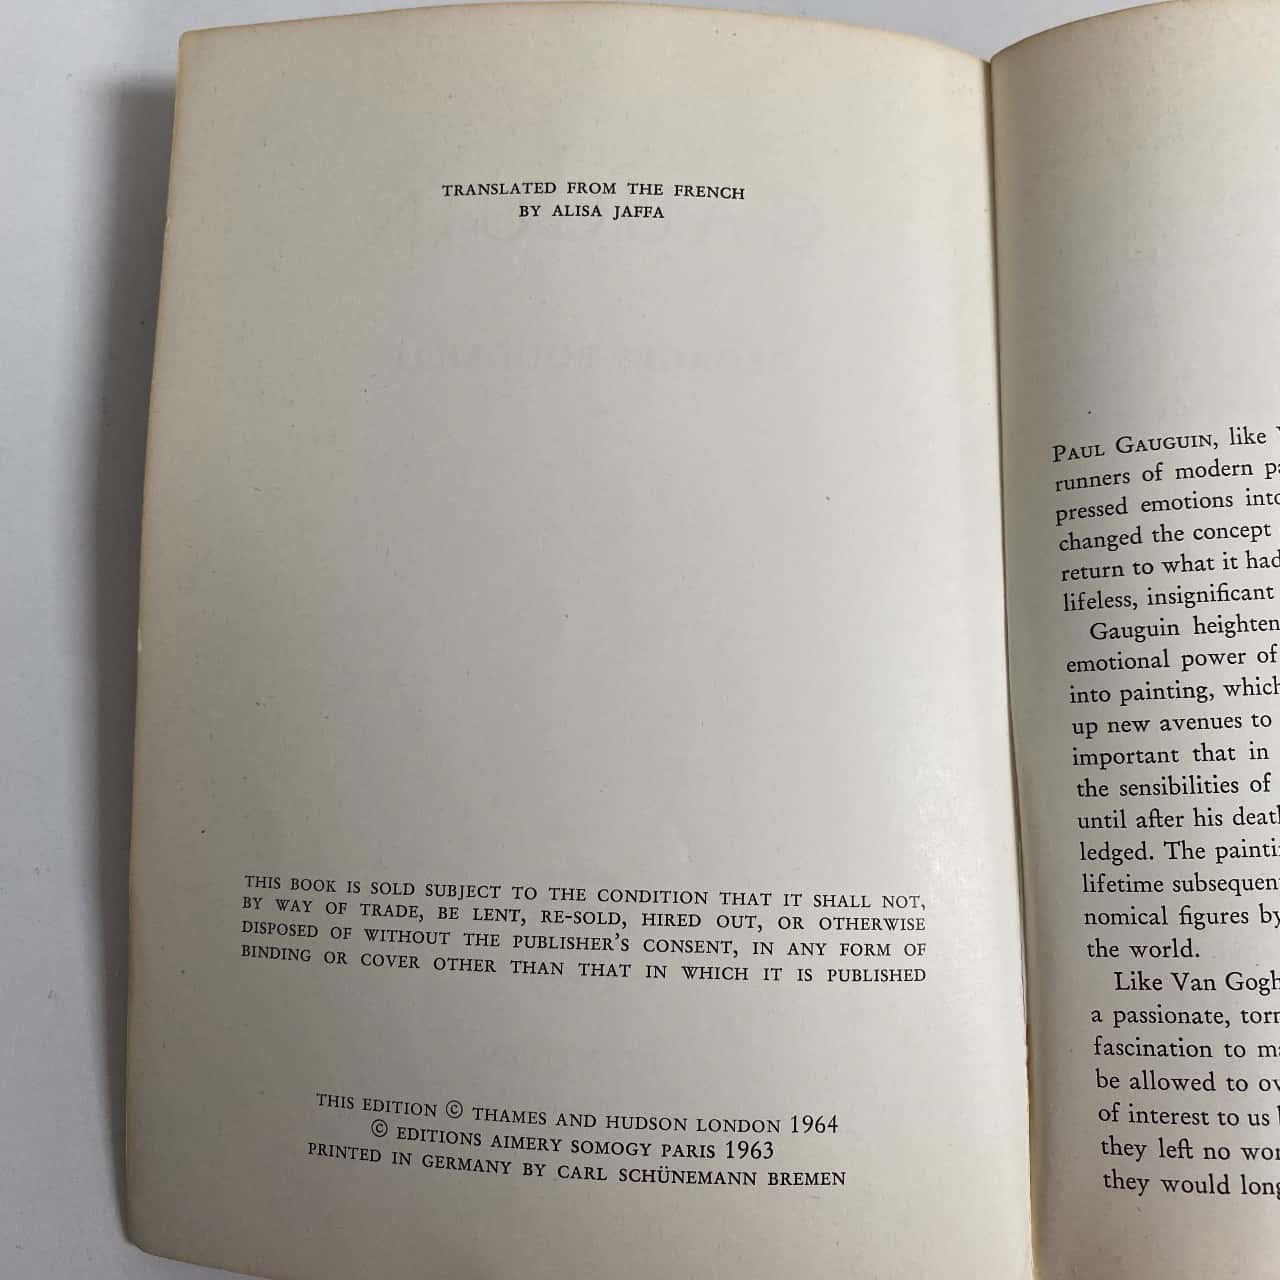 TRANSLATED FROM THE FRENCH
BY ALISA JAFFA
THIS BOOK IS SOLD SUBJECT TO THE CONDITION THAT IT SHALL NOT,
BY WAY OF TRADE, BE LENT, RE-SOLD, HIRED OUT, OR OTHERWISE
DISPOSED OF WITHOUT THE PUBLISHER'S CONSENT, IN ANY FORM OF
BINDING OR COVER OTHER THAN THAT IN WHICH IT IS PUBLISHED
THIS EDITION © THAMES AND HUDSON LONDON 1964
© EDITIONS AIMERY SOMOGY PARIS 1963
PRINTED IN GERMANY BY CARL SCHÜNEMANN BREMEN
PAUL GAUGUIN, like
runners of modern
pressed emotions
changed the concept
return to what it had
lifeless, insignificant
Gauguin
emotional power of
into painting, which
up new avenues to
important that in
the sensibilities of
until after his
ledged. The
lifetime
nomical figures by
the world.
Like Van Gogh
a passionate,
fascination to
be allowed to
of interest to us
they left no
they would